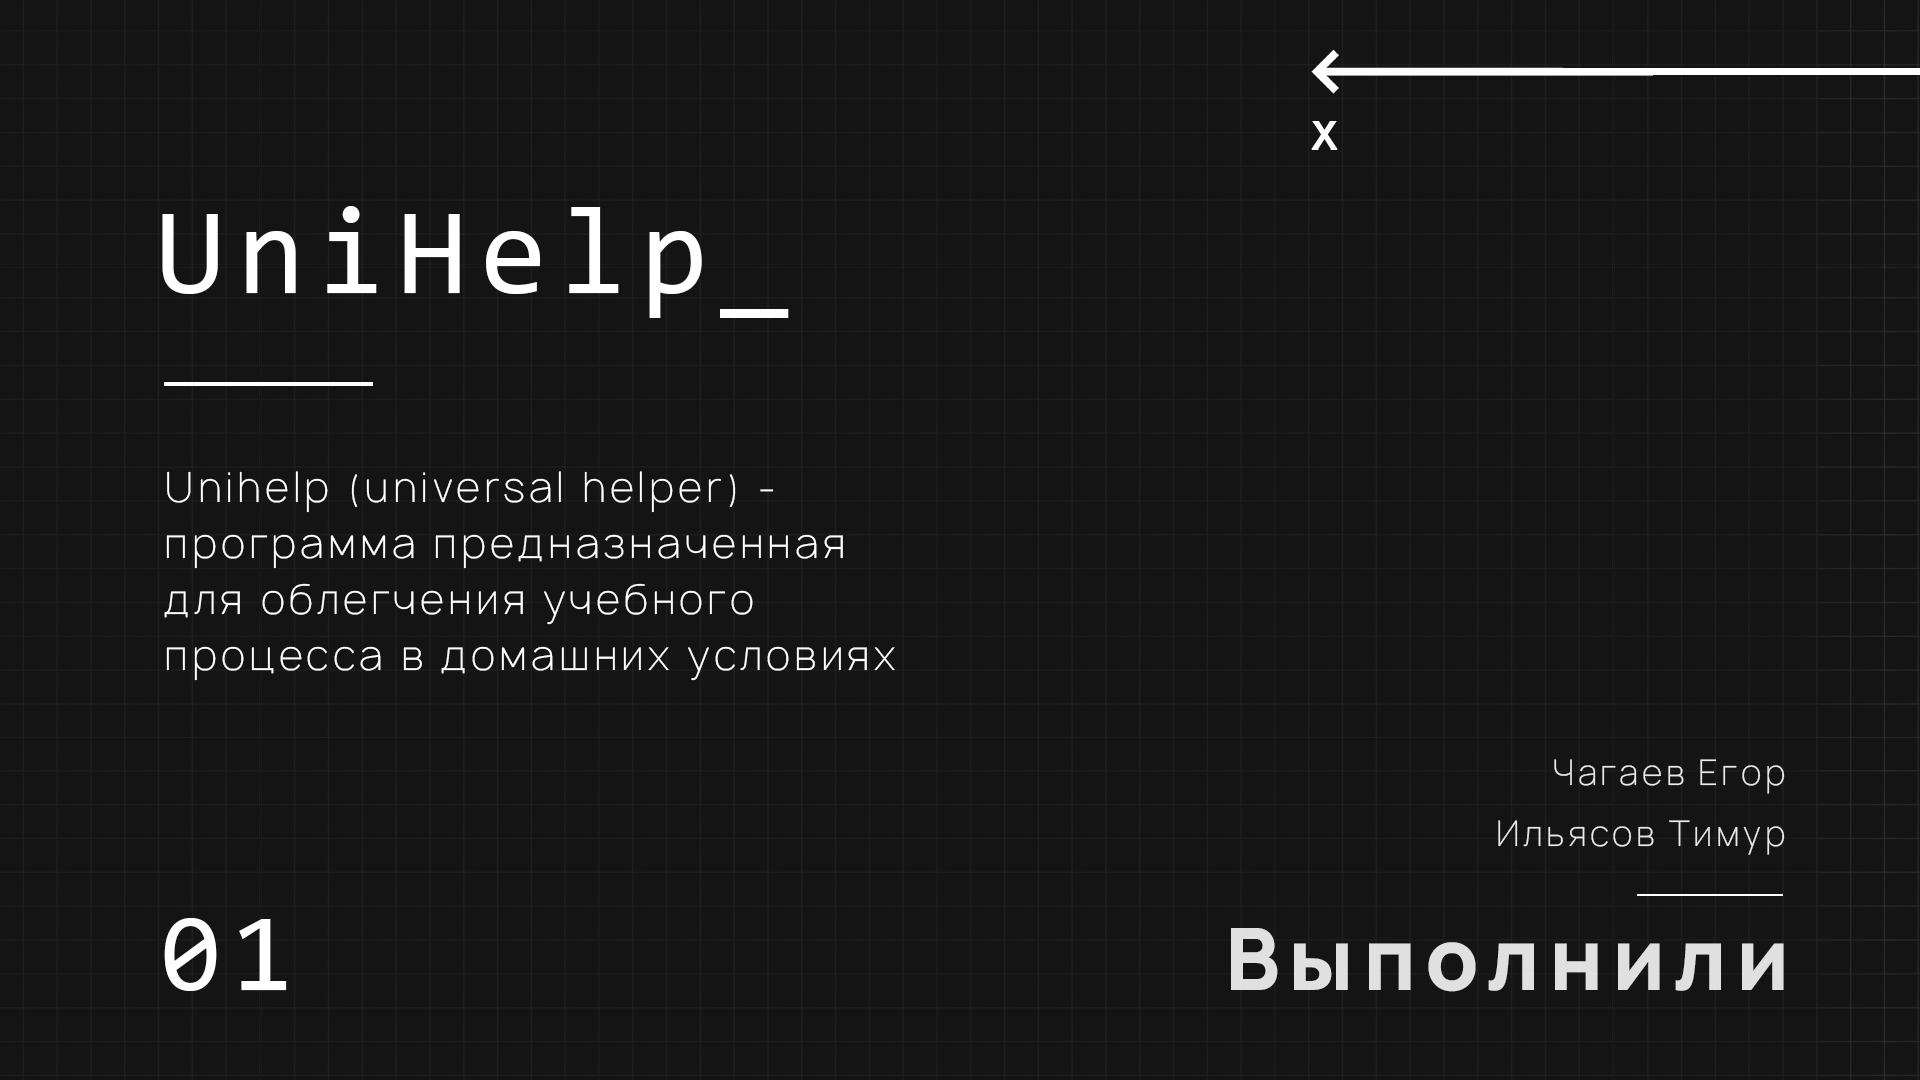 x
UniHelp_
Unihelp (universal helper) -
программа предназначенная
для облегчения учебного
процесса в домашних условиях
Чагаев Егор
Ильясов Тимур
01
Выполнили